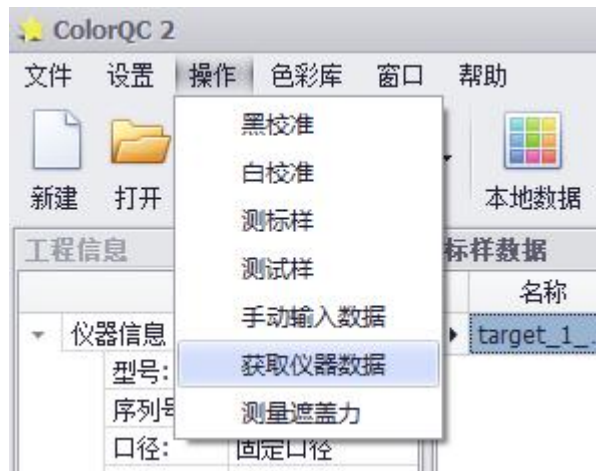 ColorQC 2
文件 设置 操作 色彩库 窗口 帮助
新建 打开 本地数据
黑校准
白校准
测标样
测试样
手动输入数据
获取仪器数据
测量遮盖力
工程信息 标样数据
名称
仪器信息 target_1_..
型号:
序列号
口径: 固定口径